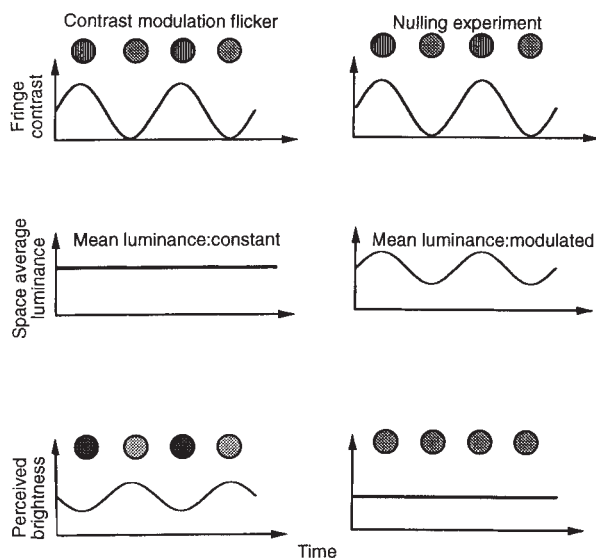 Contrast modulation flicker
Nulling experiment
Fringe
contrast
Mean luminance:constant
Mean luminance:modulated
Space average
luminance
Perceived
brightness
Time